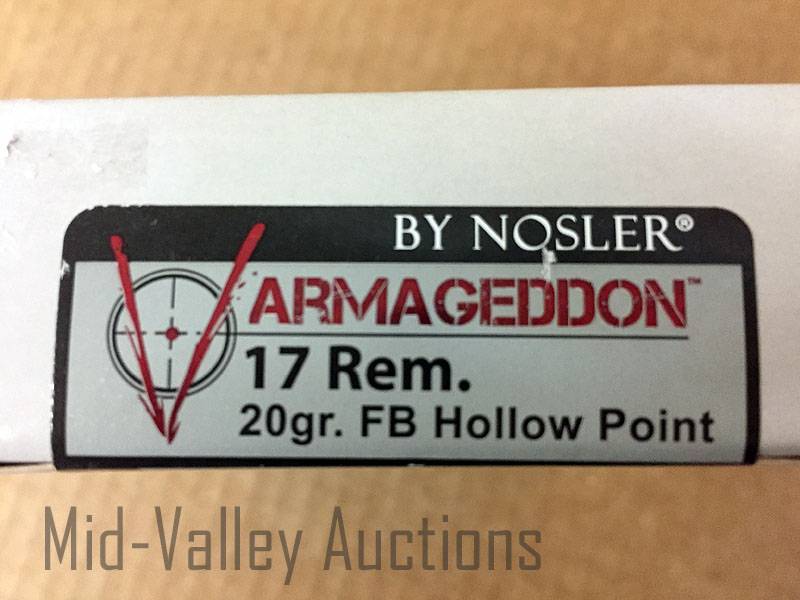 BY NOSLER®
VARMAGEDDON™
17 Rem.
20gr. FB Hollow Point
Mid-Valley Auctions